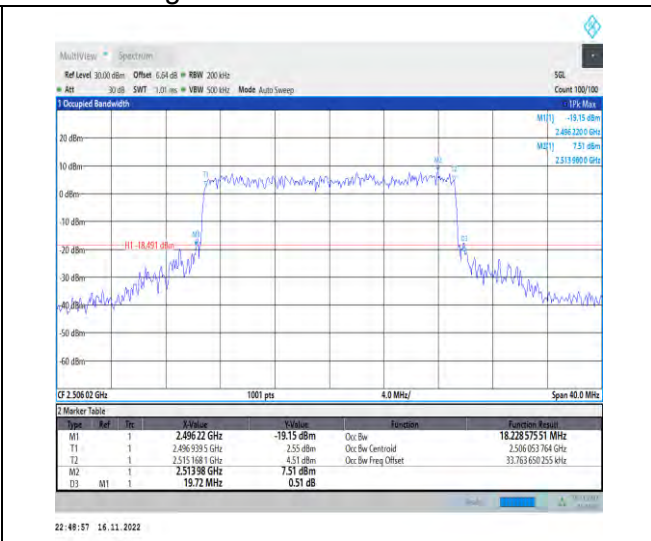 MultiView Spectrum
Ref Level 30.00 dBm Offset 6.64 dB RBW 200 kHz SGL
Att 30 dB SWT 1.01 ms VBW 500 kHz Mode Auto Sweep Count 100/100
1 Occupied Bandwidth 1Pk Max
M1[1] -19.15 dBm
2.496 2200 GHz
M2[1] 7.51 dBm
2.513 9800 GHz
20 dBm
10 dBm
M2
T1 T2
0 dBm
-10 dBm
M1 D3
H1 -18.491 dBm
-20 dBm
-30 dBm
-40 dBm
-50 dBm
-60 dBm
CF 2.506 02 GHz 1001 pts 4.0 MHz/ Span 40.0 MHz
2 Marker Table
Type Ref Trc X-Value Y-Value Function Function Result
M1 1 2.496 22 GHz -19.15 dBm Occ Bw 18.228 575 51 MHz
T1 1 2.496 939 5 GHz 2.55 dBm Occ Bw Centroid 2.506 053 764 GHz
T2 1 2.515 168 1 GHz 4.51 dBm Occ Bw Freq Offset 33.763 650 255 kHz
M2 1 2.513 98 GHz 7.51 dBm
D3 M1 1 19.72 MHz 0.51 dB
22:48:57 16.11.2022